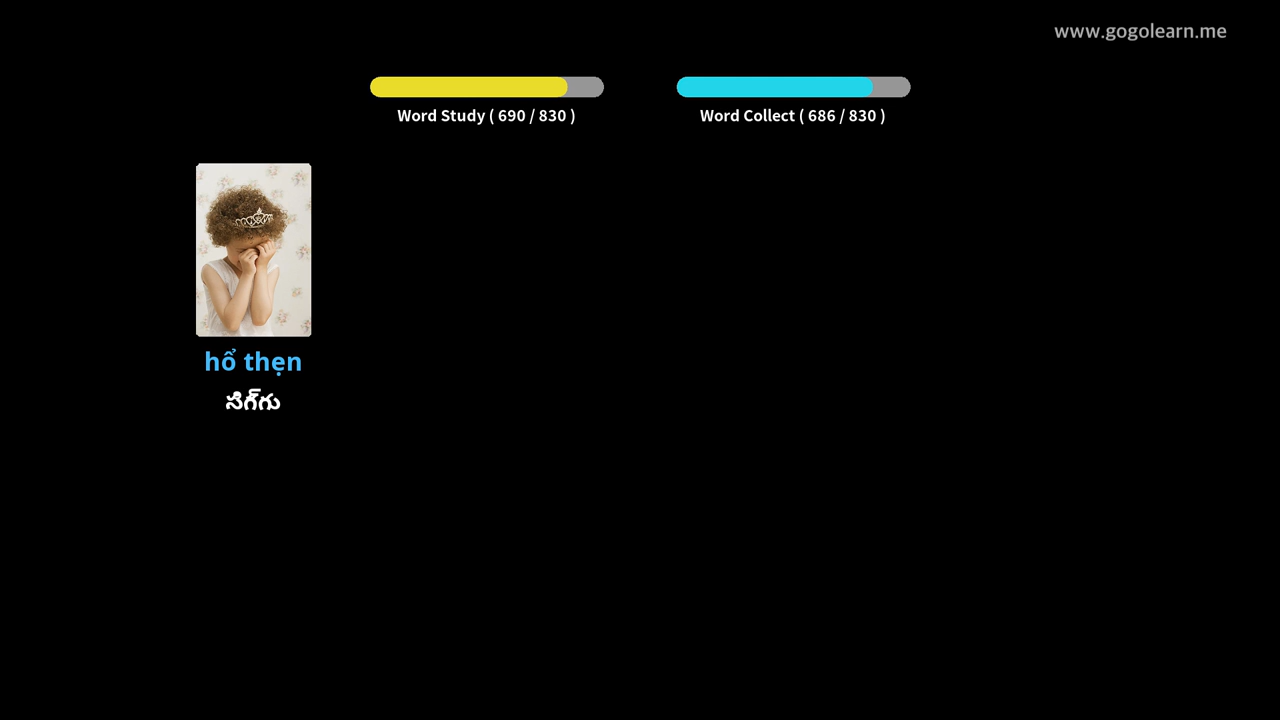 www.gogolearn.me
Word Study ( 690 / 830 )
Word Collect ( 686 / 830 )
hổ thẹn
సిగ్గు